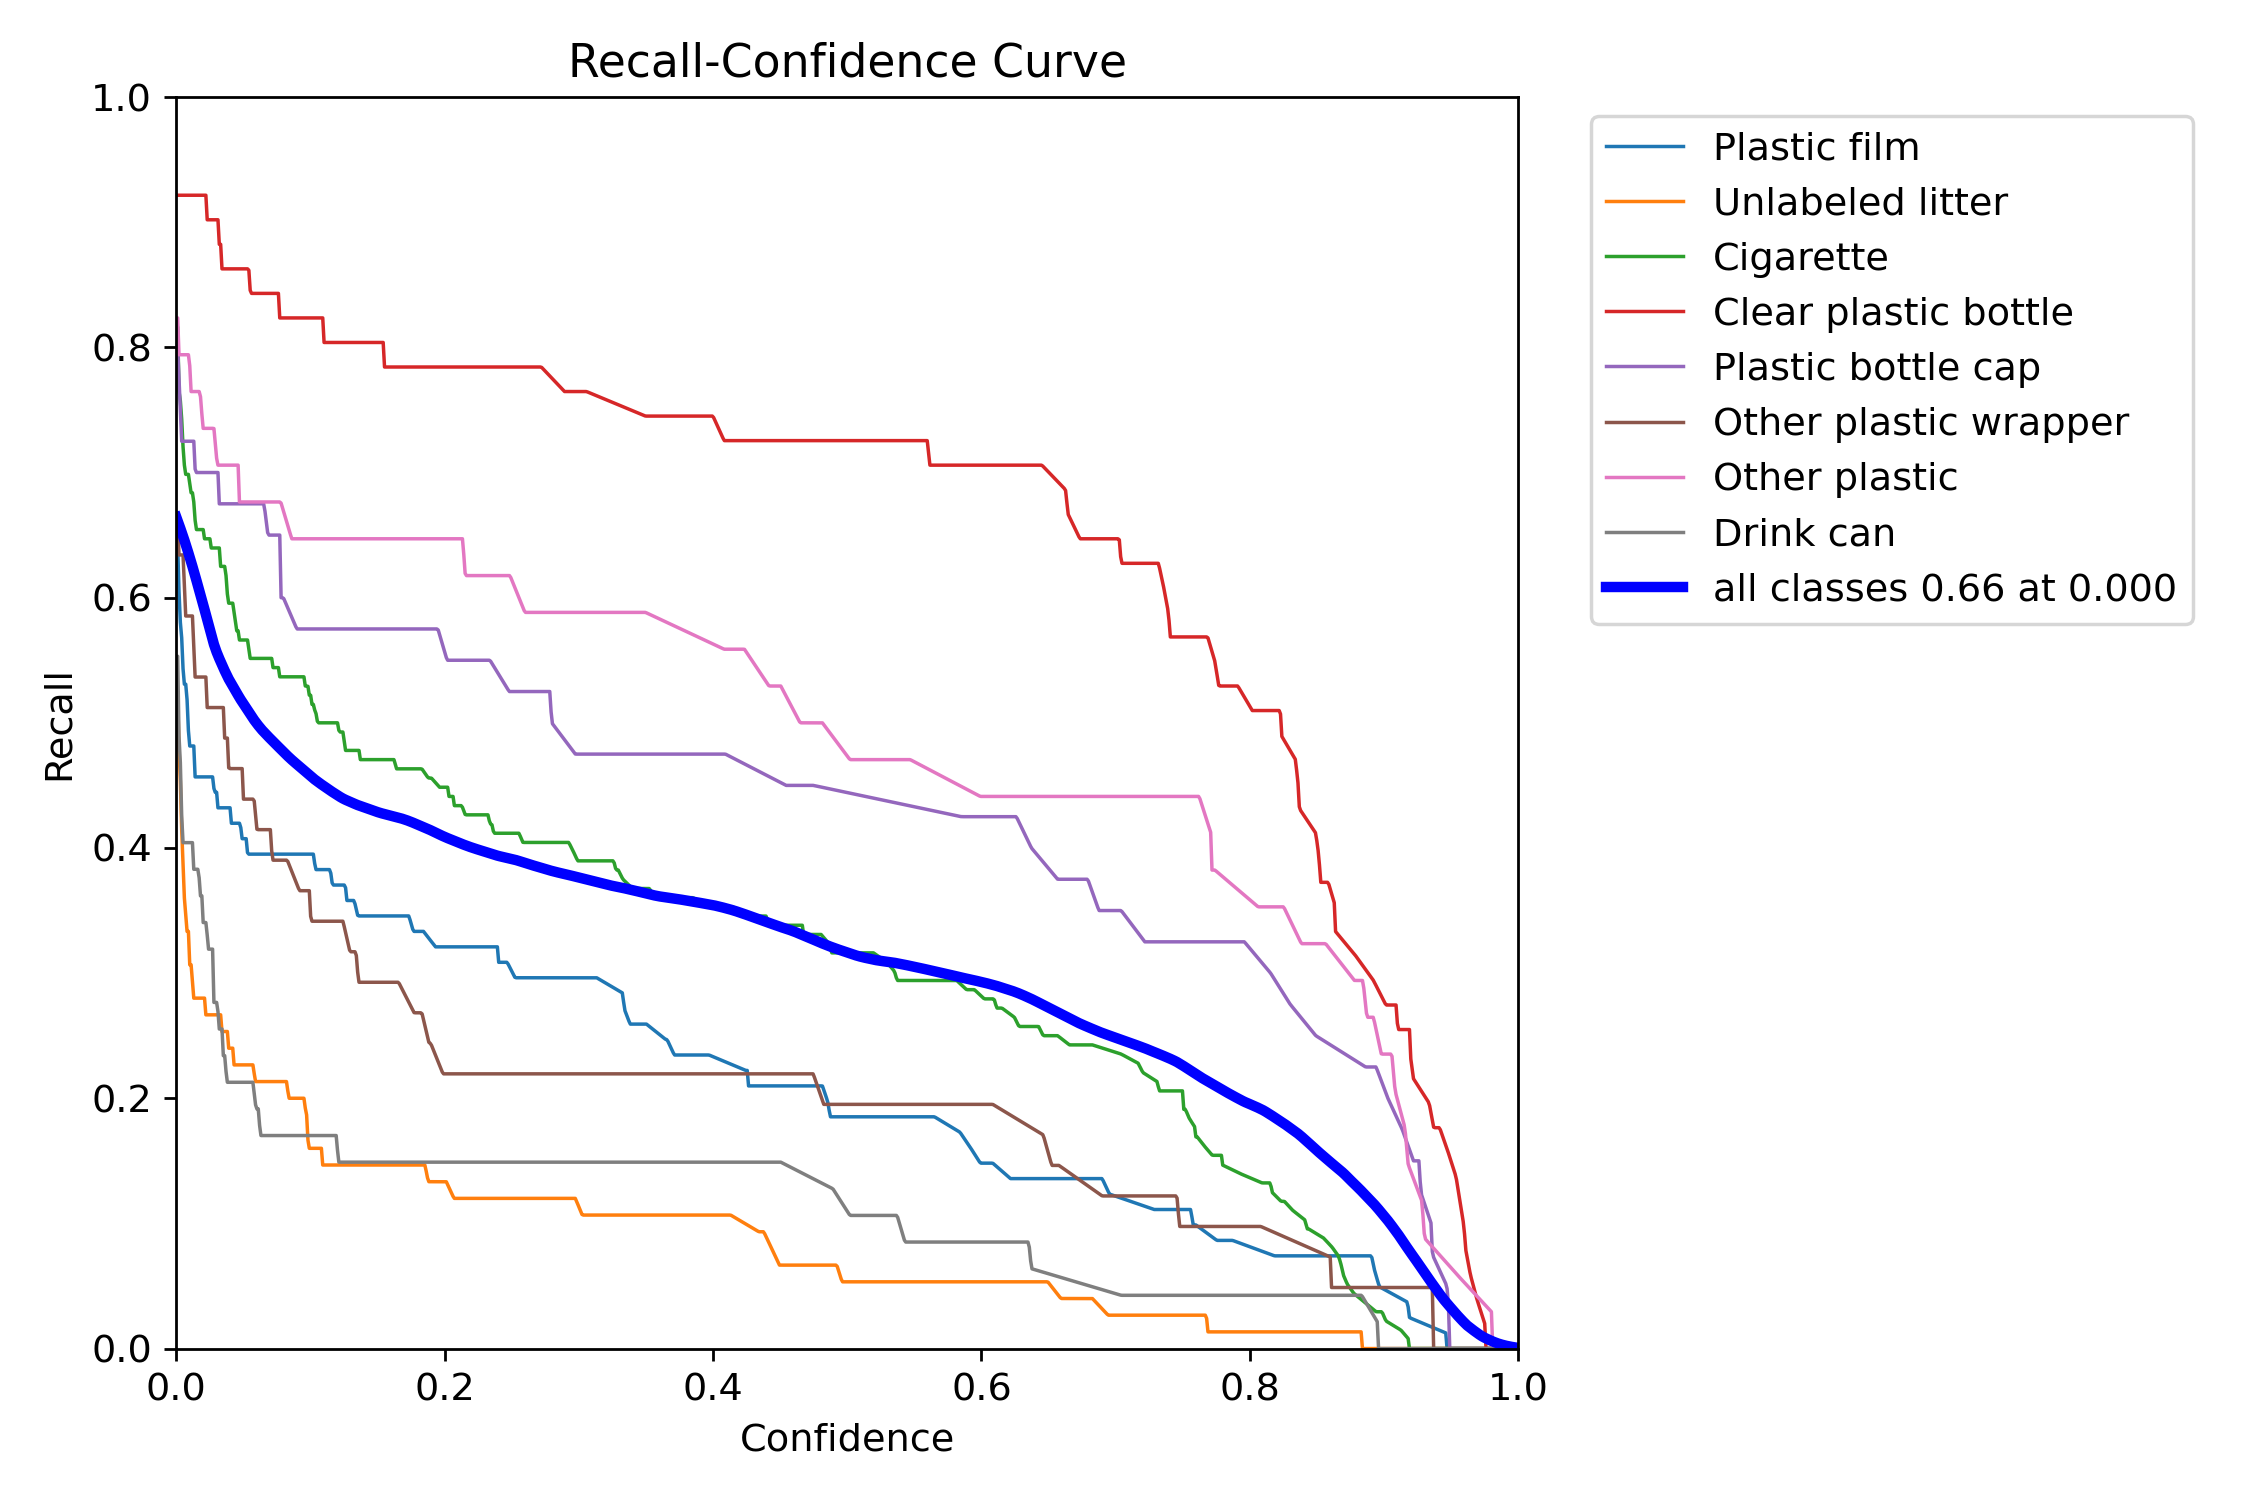 Recall-Confidence Curve
1.0
0.8
0.6
0.4
0.2
0.0
Recall
0.0 0.2 0.4 0.6 0.8 1.0
Confidence
Plastic film
Unlabeled litter
Cigarette
Clear plastic bottle
Plastic bottle cap
Other plastic wrapper
Other plastic
Drink can
all classes 0.66 at 0.000